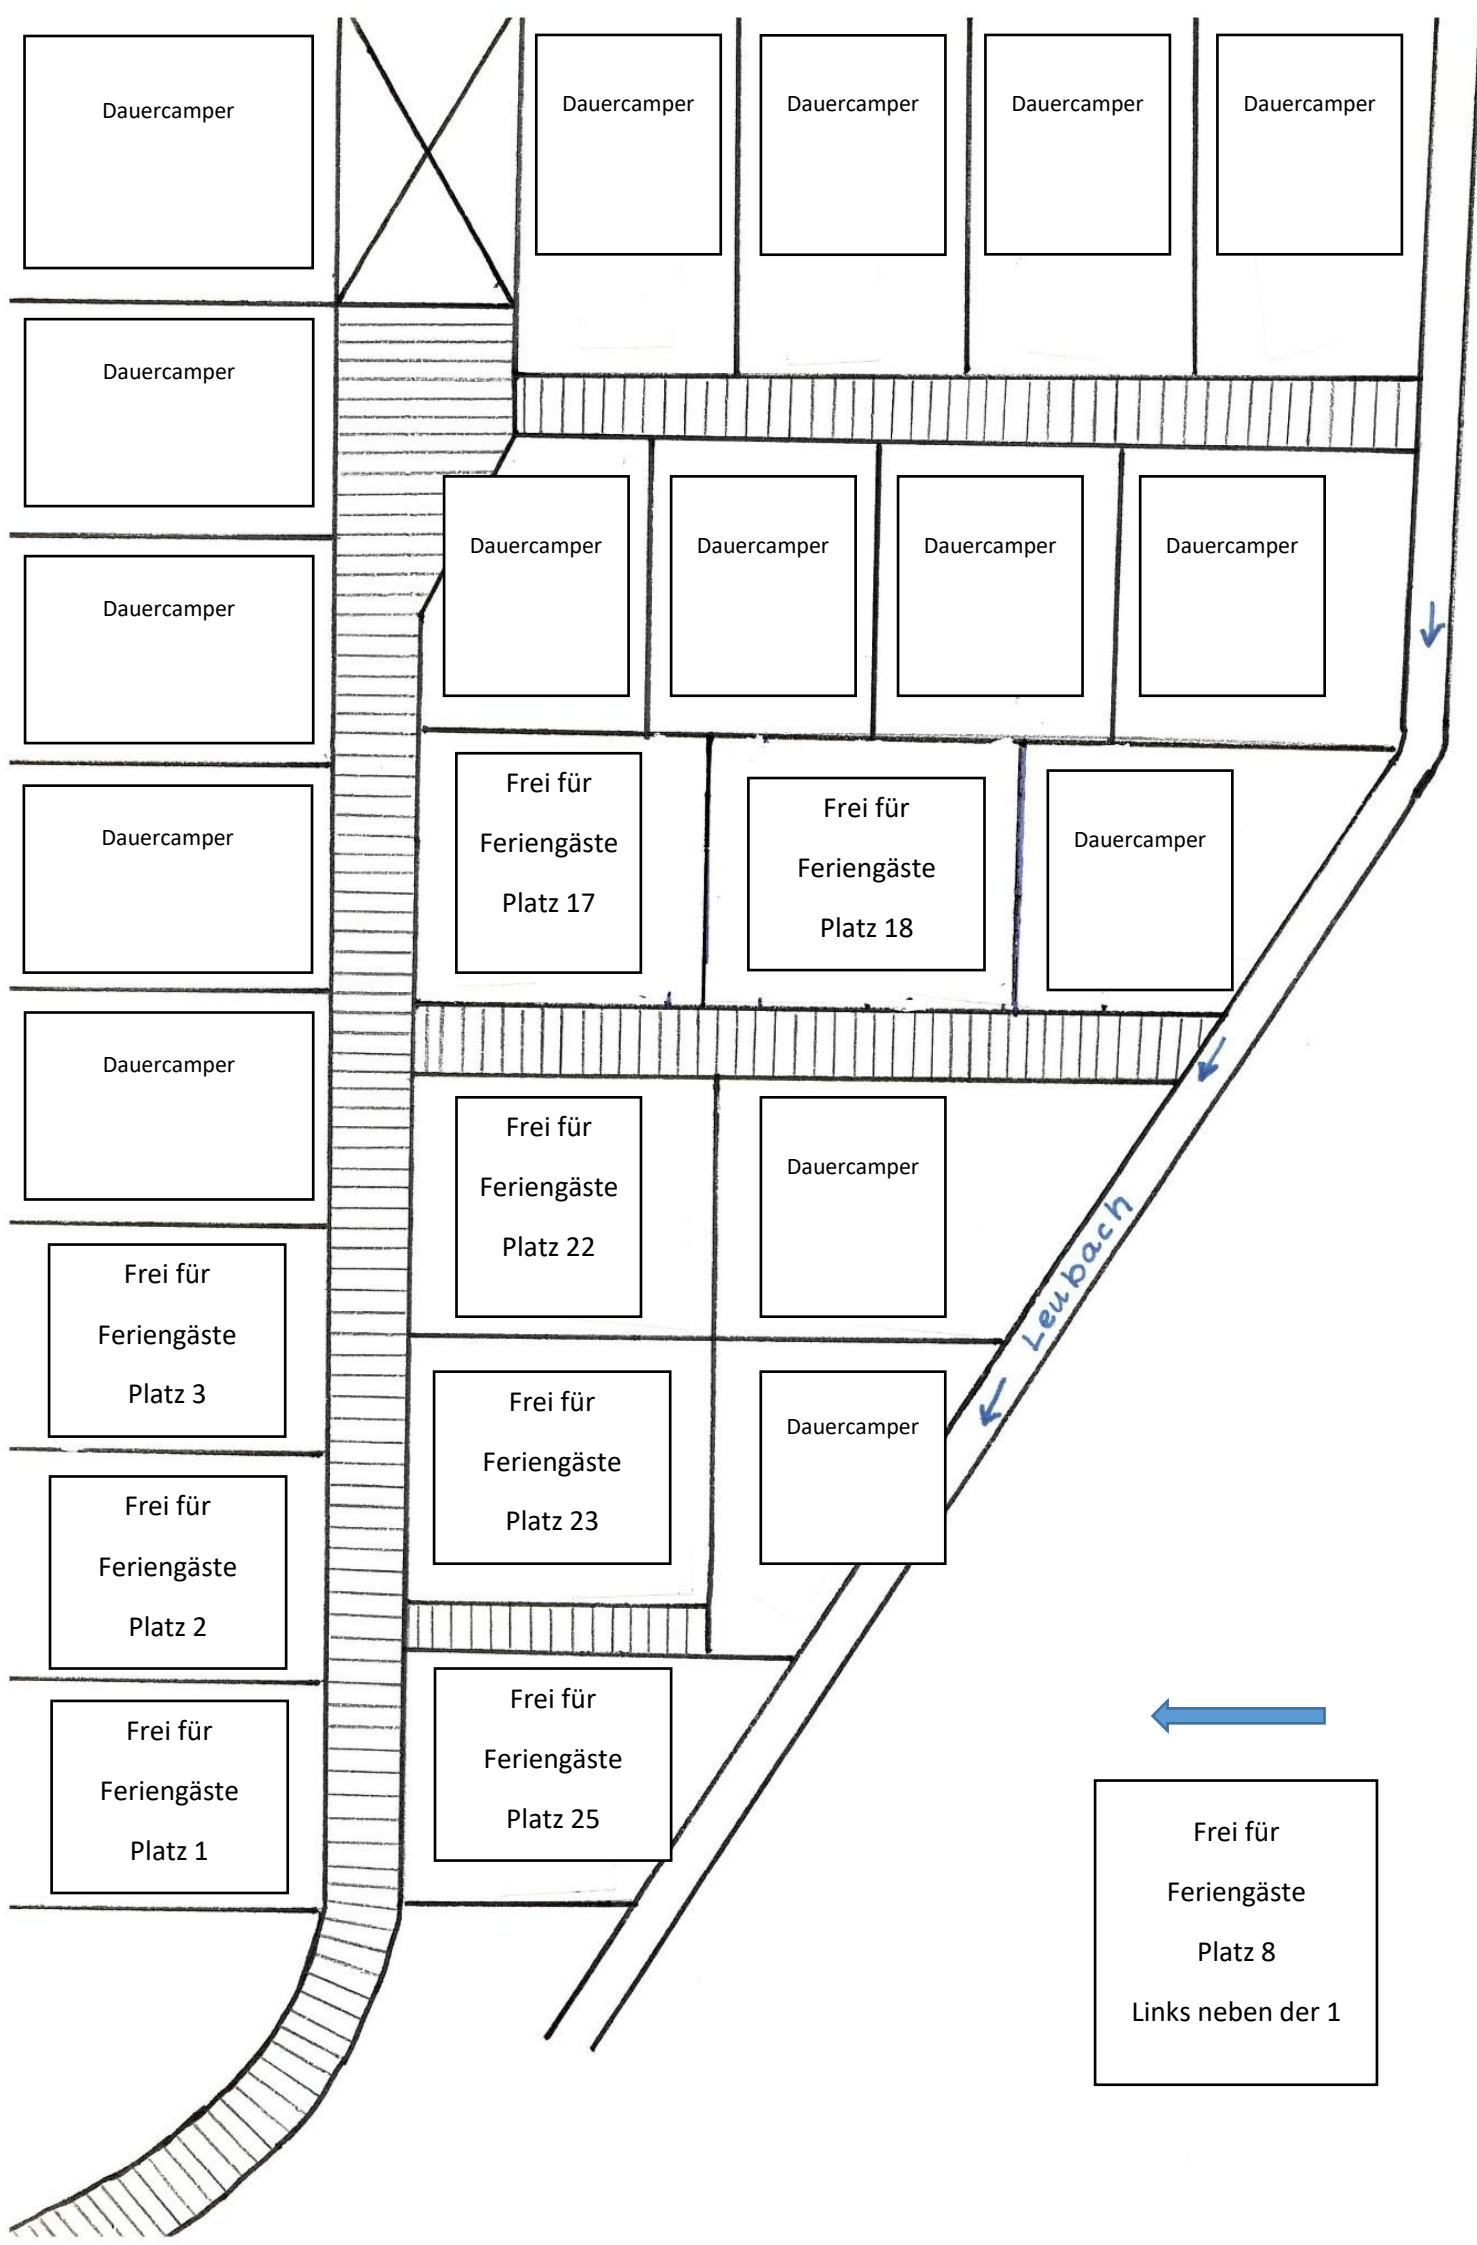 Dauercamper
Dauercamper
Dauercamper
Dauercamper
Dauercamper
Dauercamper
Dauercamper
Dauercamper
Dauercamper
Dauercamper
Dauercamper
Dauercamper
Frei für
Feriengäste
Platz 17
Frei für
Feriengäste
Platz 18
Dauercamper
Dauercamper
Dauercamper
Frei für
Feriengäste
Platz 22
Dauercamper
Leubach
Frei für
Feriengäste
Platz 3
Frei für
Feriengäste
Platz 23
Dauercamper
Frei für
Feriengäste
Platz 2
Frei für
Feriengäste
Platz 1
Frei für
Feriengäste
Platz 25
Frei für
Feriengäste
Platz 8
Links neben der 1